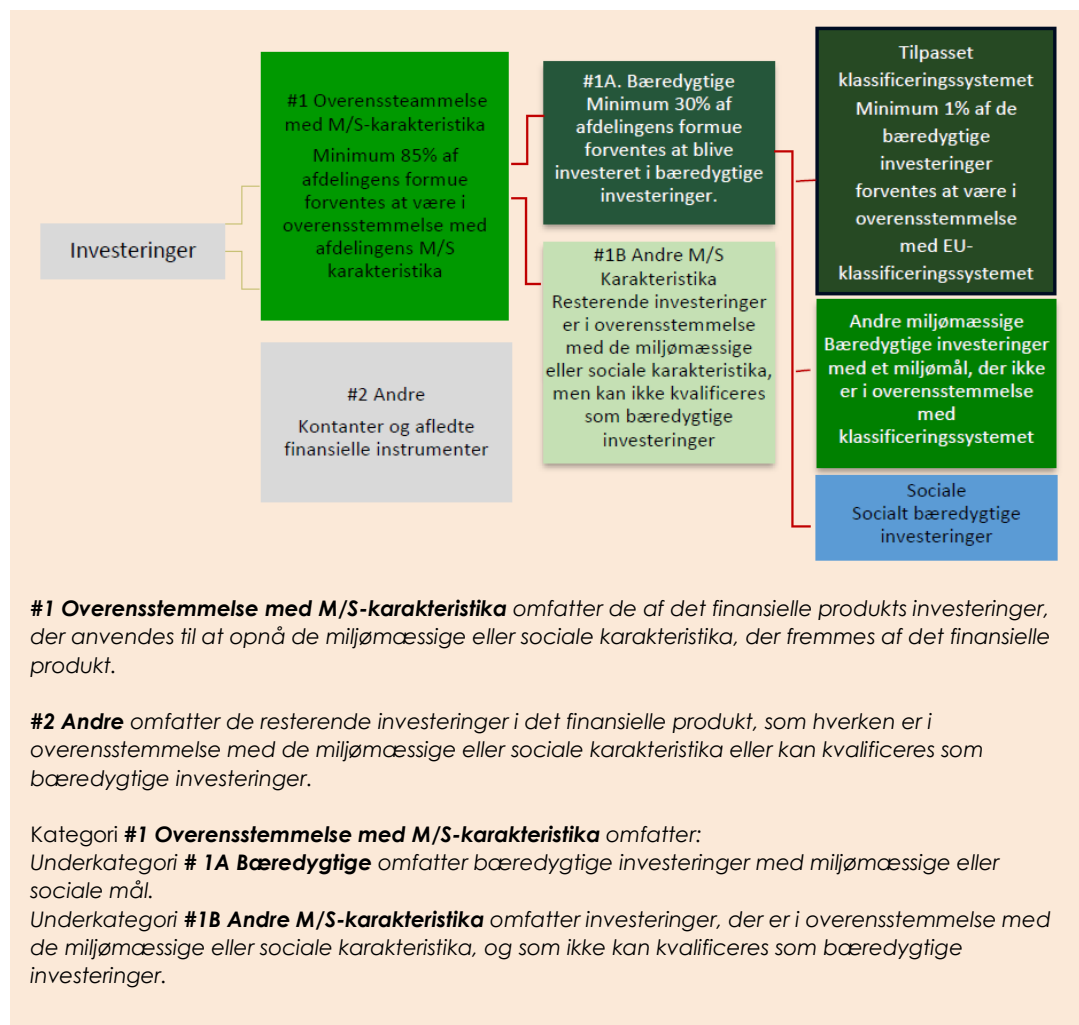 Investeringer
#1 Overenssteammelse
med M/S-karakteristika
Minimum 85% af
afdelingens formue
forventes at være i
overensstemmelse med
afdelingens M/S
karakteristika
#2 Andre
Kontanter og afledte
finansielle instrumenter
#1A. Bæredygtige
Minimum 30% af
afdelingens formue
forventes at blive
investeret i bæredygtige
investeringer.
#1B Andre M/S
Karakteristika
Resterende investeringer
er i overensstemmelse
med de miljømæssige
eller sociale karakteristika,
men kan ikke kvalificeres
som bæredygtige
investeringer
Tilpasset
klassificeringssystemet
Minimum 1% af de
bæredygtige
investeringer
forventes at være i
overensstemmelse
med EU-
klassificeringssystemet
Andre miljømæssige
Bæredygtige investeringer
med et miljømål, der ikke
er i overensstemmelse
med
klassificeringssystemet
Sociale
Socialt bæredygtige
investeringer
#1 Overensstemmelse med M/S-karakteristika omfatter de af det finansielle produkts investeringer,
der anvendes til at opnå de miljømæssige eller sociale karakteristika, der fremmes af det finansielle
produkt.
#2 Andre omfatter de resterende investeringer i det finansielle produkt, som hverken er i
overensstemmelse med de miljømæssige eller sociale karakteristika eller kan kvalificeres som
bæredygtige investeringer.
Kategori #1 Overensstemmelse med M/S-karakteristika omfatter:
Underkategori # 1A Bæredygtige omfatter bæredygtige investeringer med miljømæssige eller
sociale mål.
Underkategori #1B Andre M/S-karakteristika omfatter investeringer, der er i overensstemmelse med
de miljømæssige eller sociale karakteristika, og som ikke kan kvalificeres som bæredygtige
investeringer.